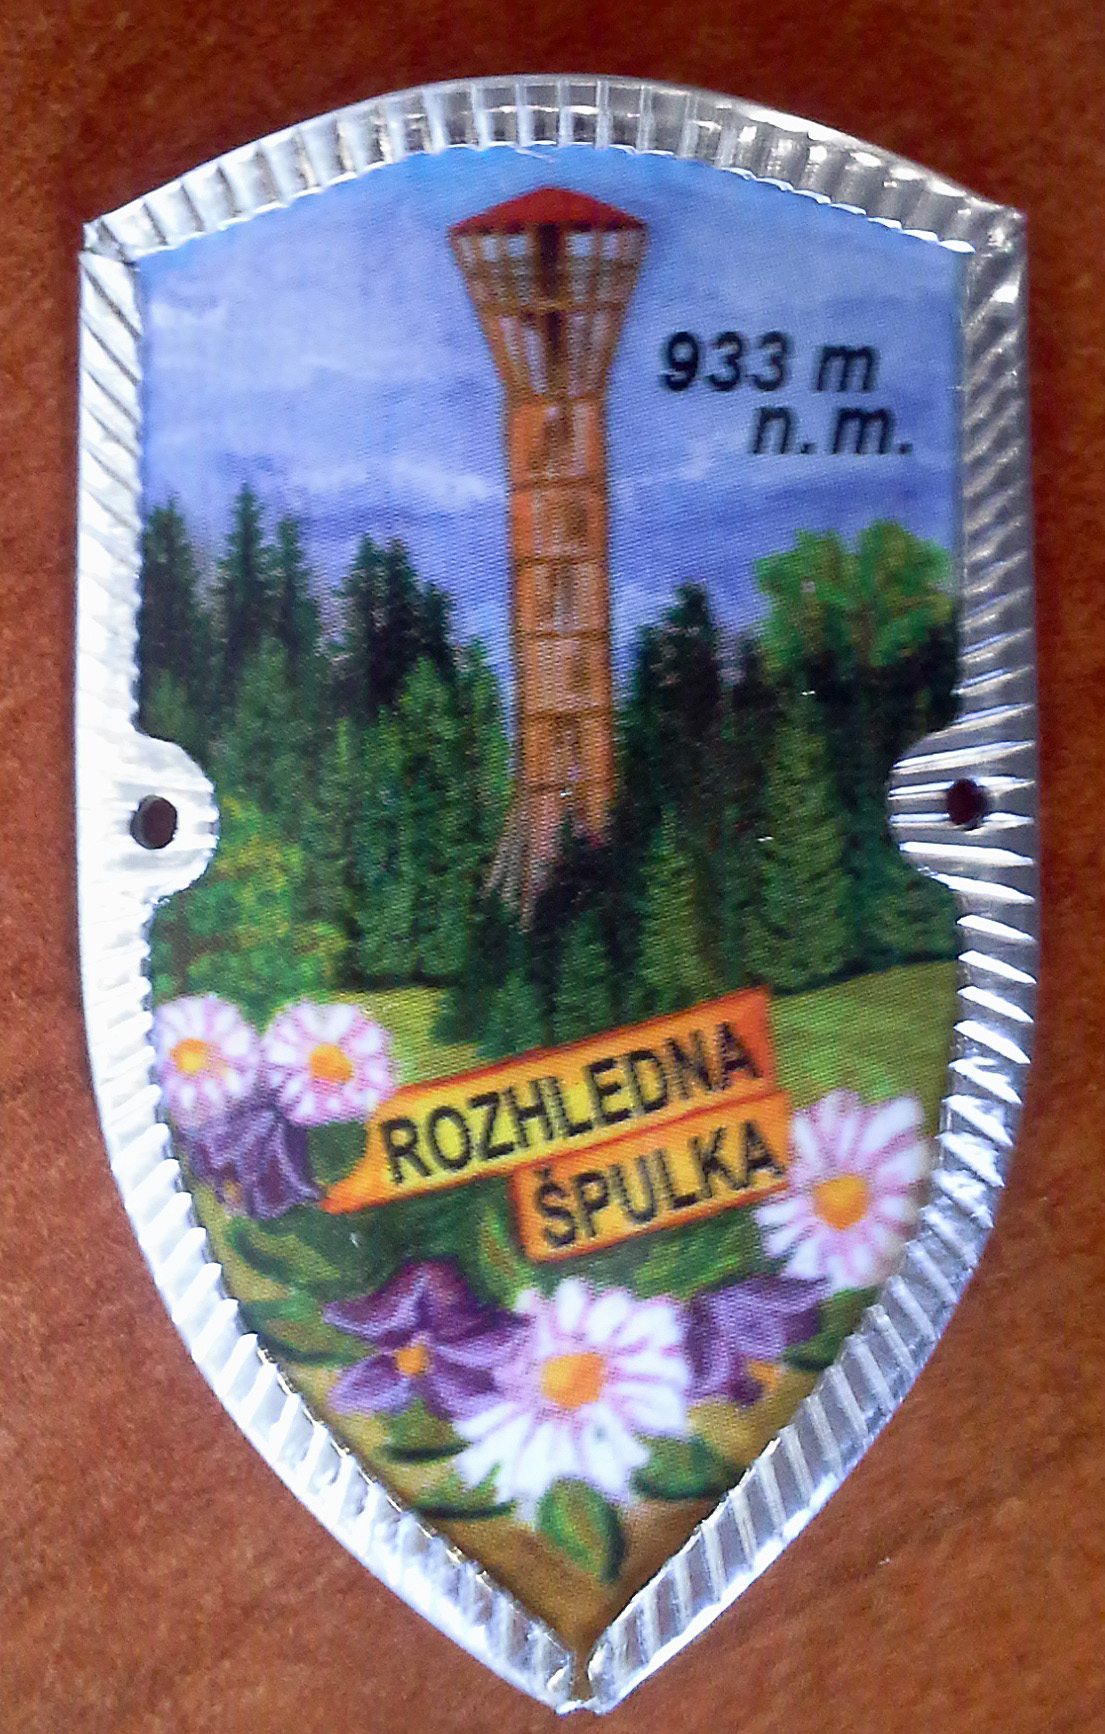 933 m
n. m.
ROZHLEDNA
ŠPULKA